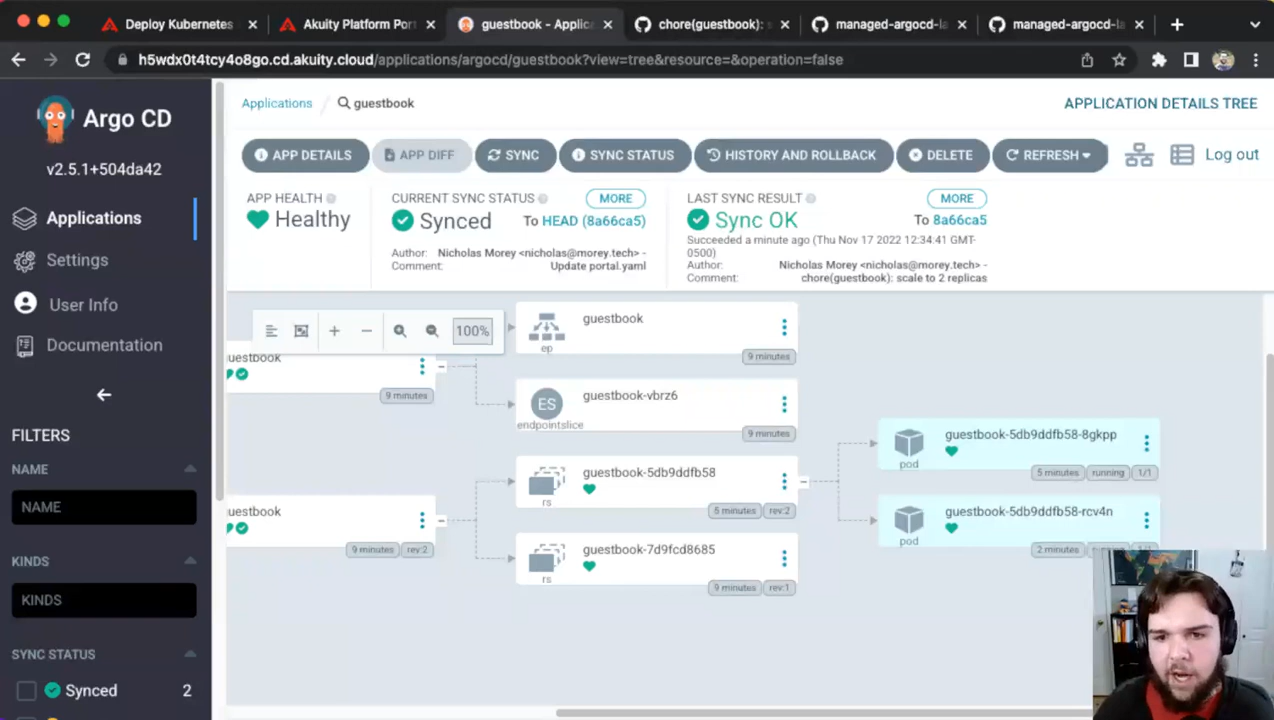 Deploy Kubernetes
Akuity Platform Por
guestbook - Applic
chore(guestbook): s
managed-argocd-la
managed-argocd-la
h5wdx0t4tcy4o8go.cd.akuity.cloud/applications/argocd/guestbook?view=tree&resource=&operation=false
Argo CD
v2.5.1+504da42
Applications
Settings
User Info
Documentation
FILTERS
NAME
NAME
KINDS
KINDS
SYNC STATUS
Synced 2
Applications / guestbook
APPLICATION DETAILS TREE
APP DETAILS
APP DIFF
SYNC
SYNC STATUS
HISTORY AND ROLLBACK
DELETE
REFRESH
Log out
APP HEALTH
Healthy
CURRENT SYNC STATUS
MORE
Synced
To HEAD (8a66ca5)
Author: Nicholas Morey <nicholas@morey.tech> -
Comment: Update portal.yaml
LAST SYNC RESULT
MORE
Sync OK
To 8a66ca5
Succeeded a minute ago (Thu Nov 17 2022 12:34:41 GMT-
0500)
Author: Nicholas Morey <nicholas@morey.tech> -
Comment: chore(guestbook): scale to 2 replicas
100%
uestbook
9 minutes
uestbook
9 minutes rev:2
guestbook
ep
9 minutes
ES
guestbook-vbrz6
endpointslice
9 minutes
guestbook-5db9ddfb58
rs
5 minutes rev:2
guestbook-7d9fcd8685
rs
9 minutes rev:1
guestbook-5db9ddfb58-8gkpp
pod
5 minutes running 1/1
guestbook-5db9ddfb58-rcv4n
pod
2 minutes